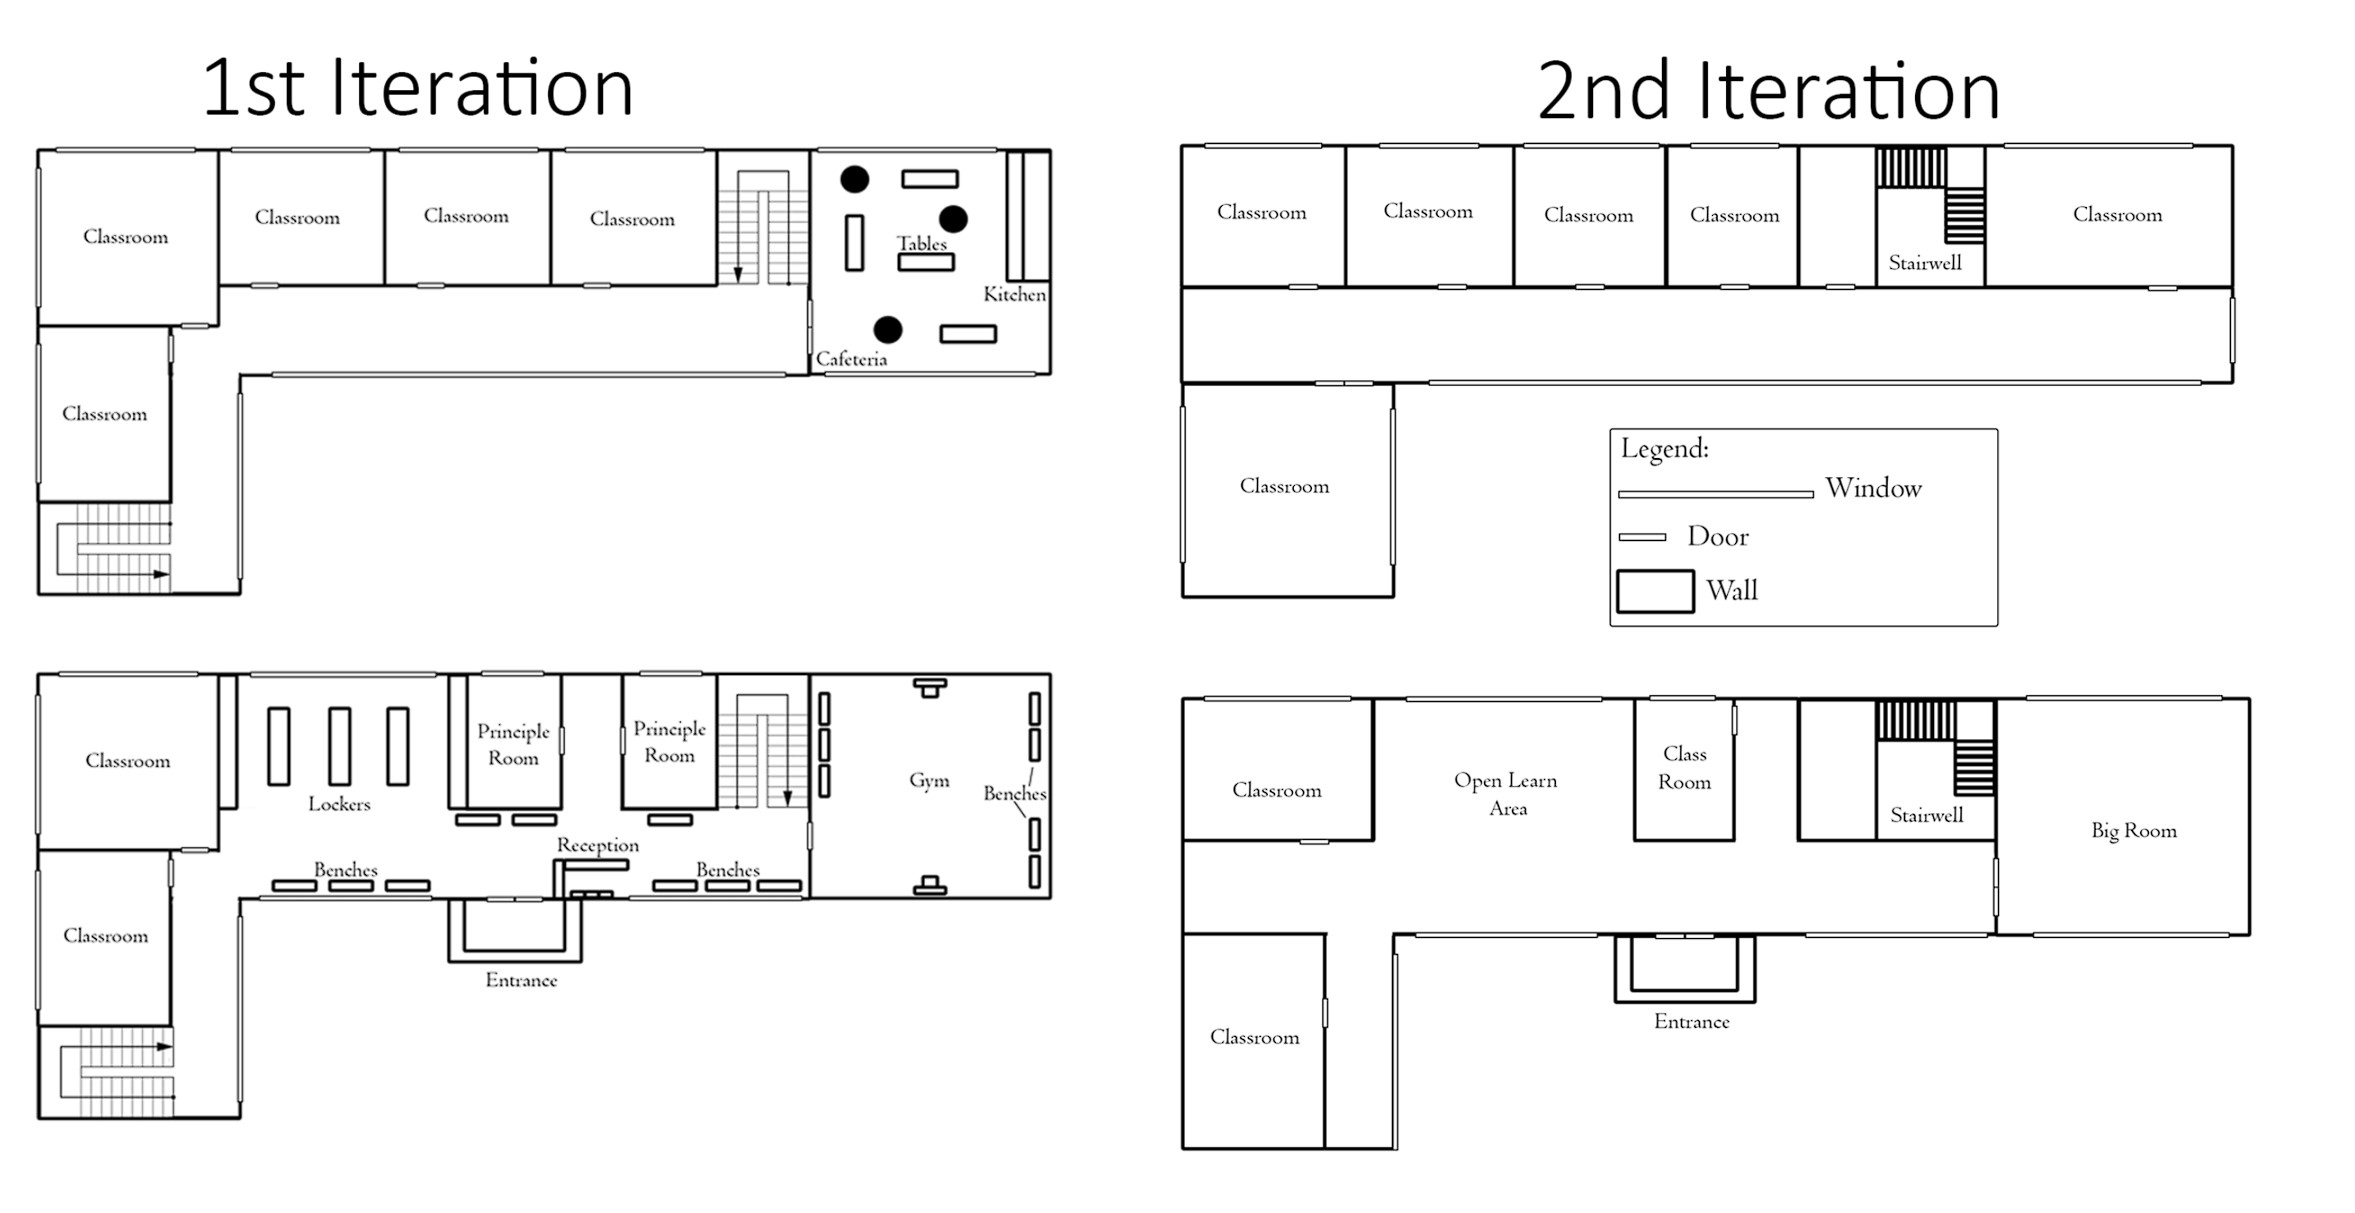 1st Iteration
Classroom
Classroom
Classroom
Classroom
Tables
Kitchen
Cafeteria
Classroom
Classroom
Lockers
Principle
Room
Principle
Room
Gym
Benches
Reception
Benches
Benches
Classroom
Entrance
2nd Iteration
Classroom
Classroom
Classroom
Classroom
Stairwell
Classroom
Classroom
Legend:
Window
Door
Wall
Classroom
Open Learn
Area
Class
Room
Stairwell
Big Room
Classroom
Entrance